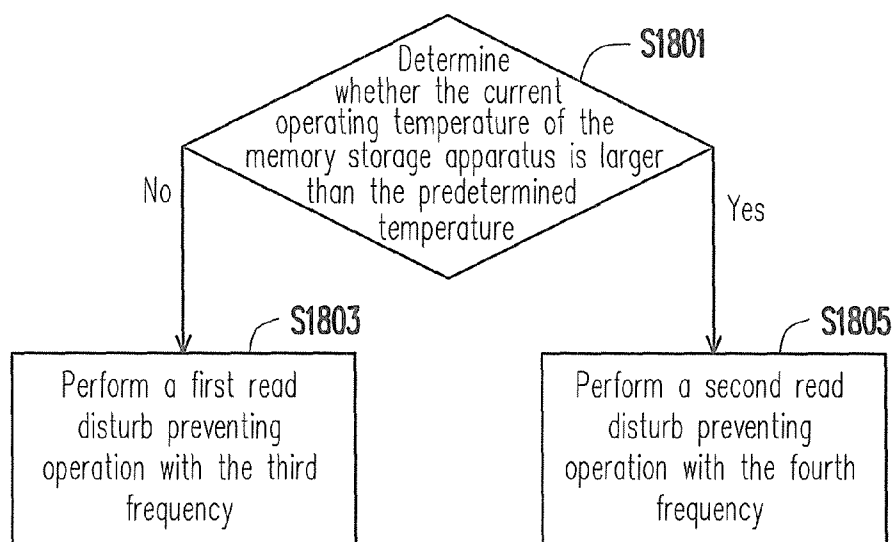 S1801
Determine
whether the current
operating temperature of the
memory storage apparatus is larger
than the predetermined
temperature
No
Yes
S1803
S1805
Perform a first read
disturb preventing
operation with the third
frequency
Perform a second read
disturb preventing
operation with the fourth
frequency